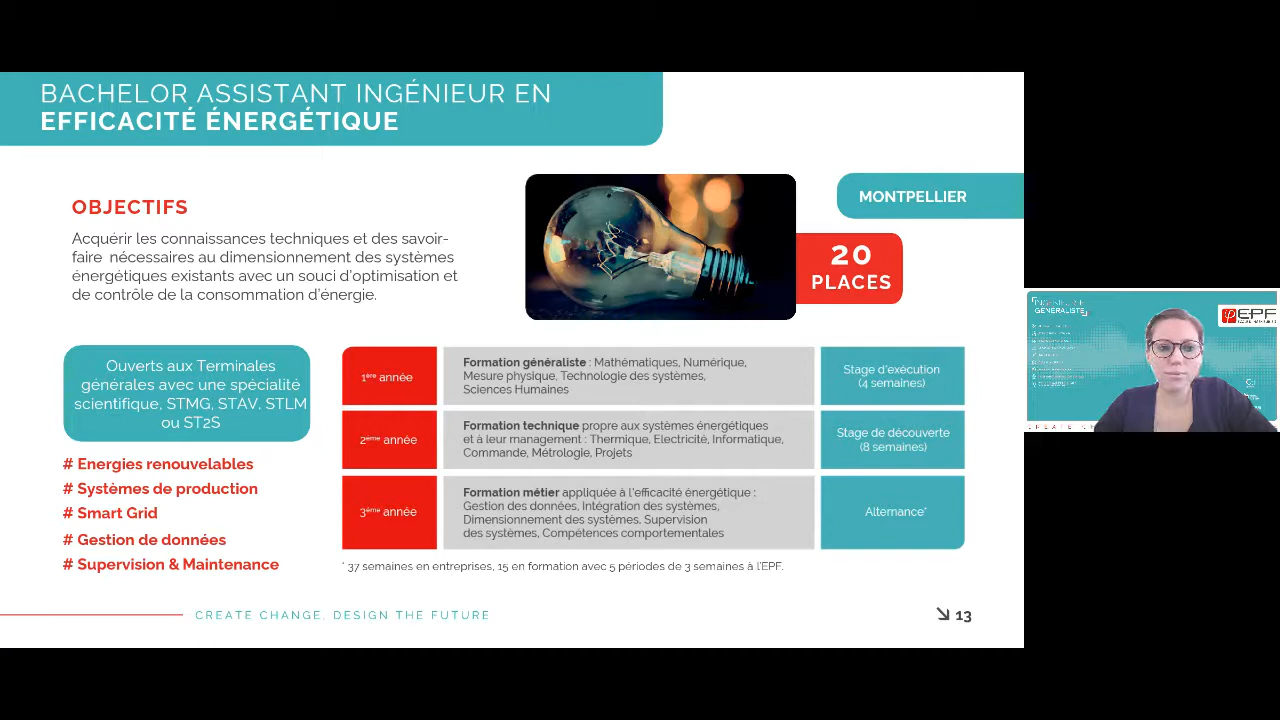 BACHELOR ASSISTANT INGÉNIEUR EN
EFFICACITÉ ÉNERGÉTIQUE
OBJECTIFS
Acquérir les connaissances techniques et des savoir-
faire nécessaires au dimensionnement des systèmes
énergétiques existants avec un souci d'optimisation et
de contrôle de la consommation d'énergie.
MONTPELLIER
20
PLACES
Ouverts aux Terminales
générales avec une spécialité
scientifique, STMG, STAV, STLM
ou ST2S
# Energies renouvelables
# Systèmes de production
# Smart Grid
# Gestion de données
# Supervision & Maintenance
1ère année
Formation généraliste : Mathématiques, Numérique,
Mesure physique, Technologie des systèmes,
Sciences Humaines
Stage d'exécution
(4 semaines)
2ème année
Formation technique propre aux systèmes énergétiques
et à leur management : Thermique, Electricité, Informatique,
Commande, Métrologie, Projets
Stage de découverte
(8 semaines)
3ème année
Formation métier appliquée à l'efficacité énergétique :
Gestion des données, Intégration des systèmes,
Dimensionnement des systèmes, Supervision
des systèmes, Compétences comportementales
Alternance*
* 37 semaines en entreprises, 15 en formation avec 5 périodes de 3 semaines à l'EPF.
CREATE CHANGE, DESIGN THE FUTURE
13
INGÉNIEUR·E
GÉNÉRALISTE
EPF